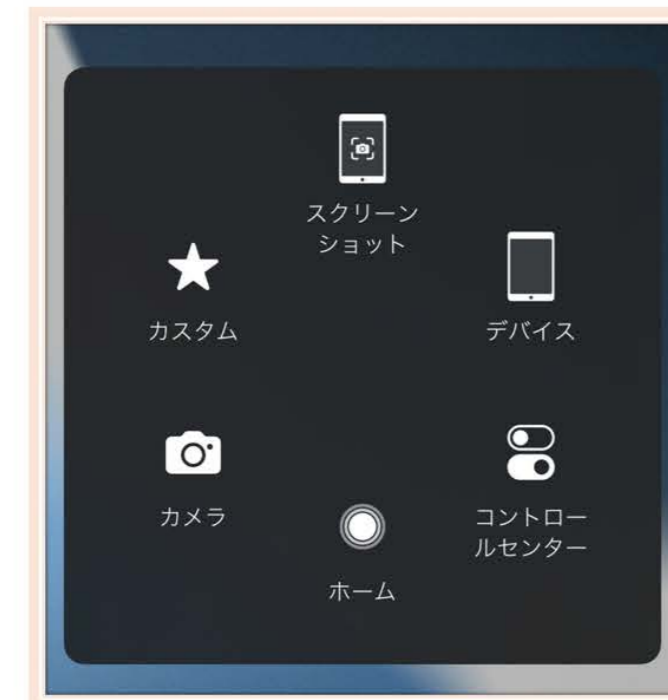 スクリーン
ショット
カスタム
デバイス
カメラ
コントロー
ルセンター
ホーム